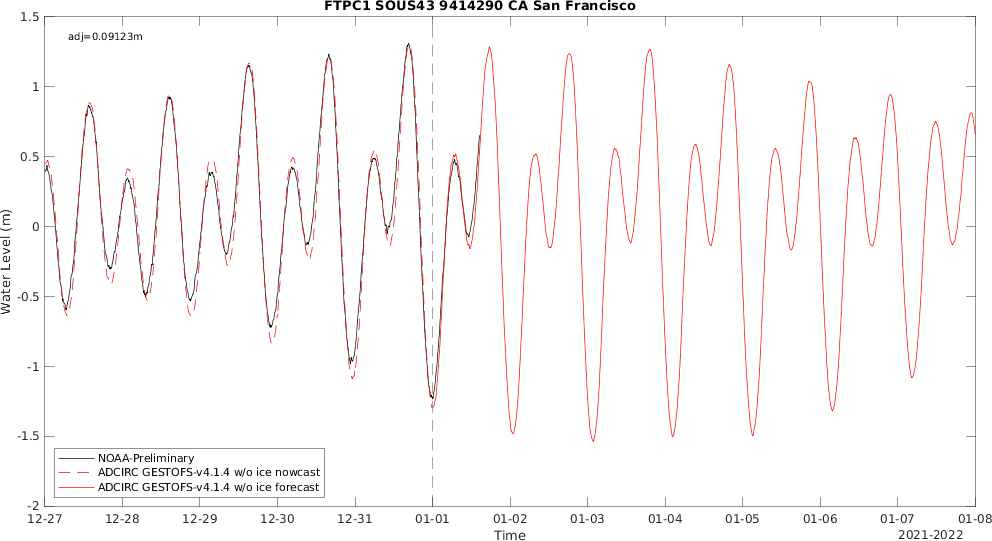 FTPC1 SOUS43 9414290 CA San Francisco
adj=0.09123m
1.5
1
0.5
0
-0.5
-1
-1.5
-2
Water Level (m)
NOAA-Preliminary
ADCIRC GESTOFS-v4.1.4 w/o ice nowcast
ADCIRC GESTOFS-v4.1.4 w/o ice forecast
12-27 12-28 12-29 12-30 12-31 01-01 01-02 01-03 01-04 01-05 01-06 01-07 01-08
Time
2021-2022